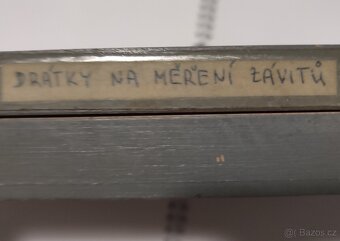 DRÁTKY NA MĚŘENÍ ZÁVITŮ
Bazos.cz